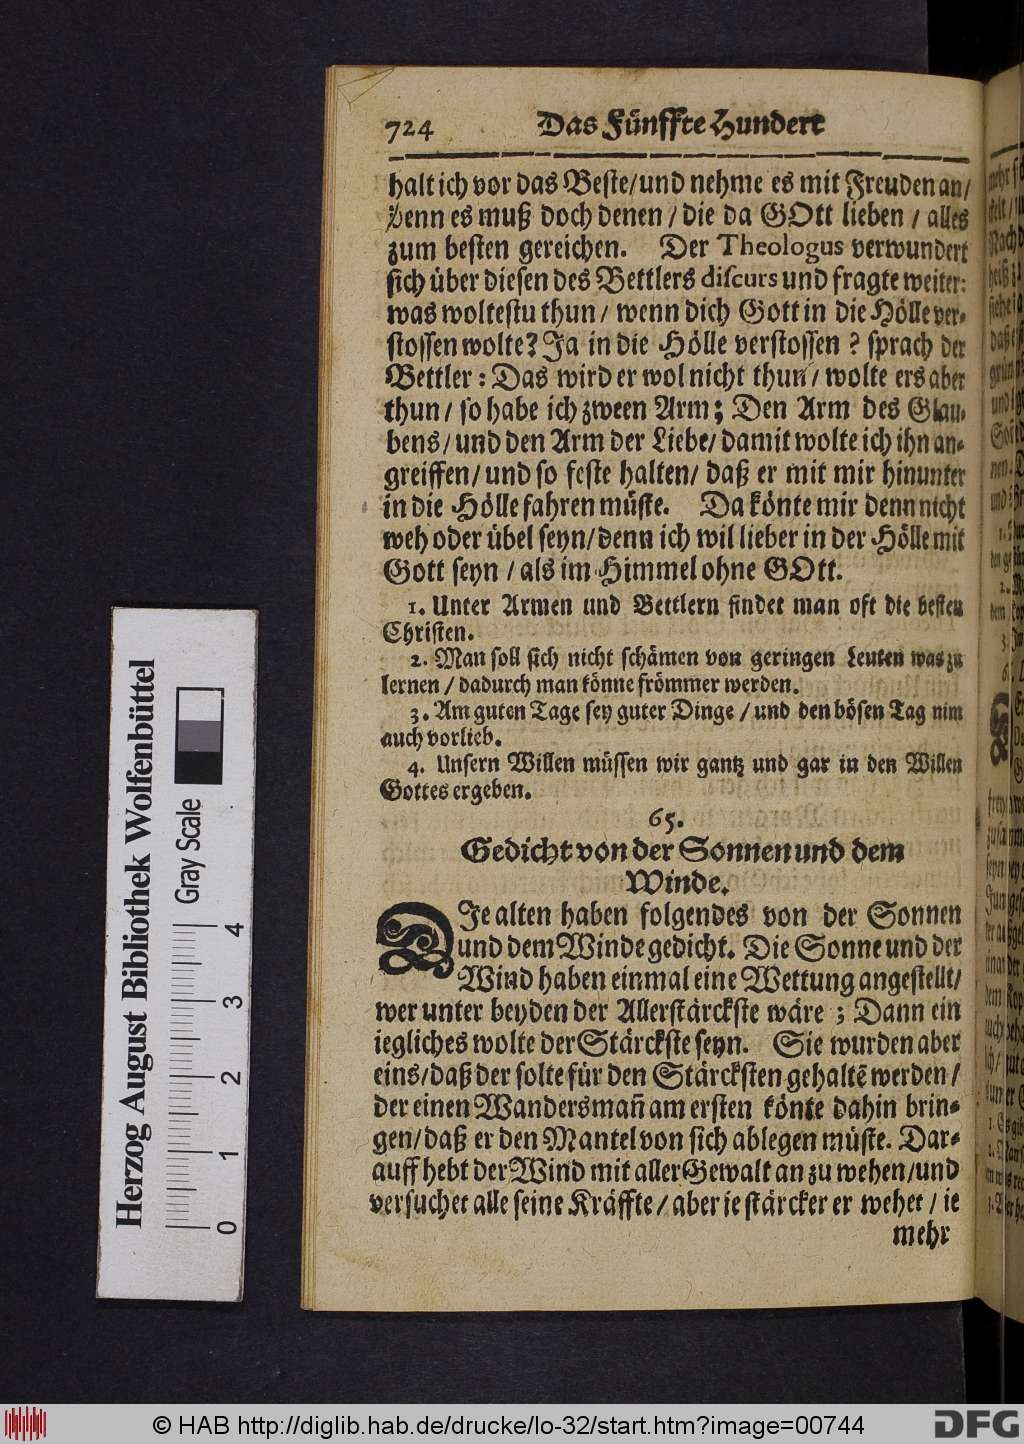 724 Das Fünffte Hundert
halt ich vor das Beste/und nehme es mit Freuden an/
denn es muß doch denen / die da GOtt lieben / alles
zum besten gereichen. Der Theologus verwundert
sich über diesen des Bettlers discurs und fragte weiter:
was woltestu thun / wenn dich Gott in die Hölle ver-
stossen wolte? Ja in die Hölle verstossen ? sprach der
Bettler : Das wird er wol nicht thun / wolte ers aber
thun / so habe ich zween Arm; Den Arm des Glau-
bens / und den Arm der Liebe/ damit wolte ich ihn an-
greiffen/ und so feste halten/ daß er mit mir hinunter
in die Hölle fahren müste. Da könte mir denn nicht
weh oder übel seyn/denn ich wil lieber in der Hölle mit
Gott seyn / als im Himmel ohne GOtt.
1. Unter Armen und Bettlern findet man oft die besten
Christen.
2. Man soll sich nicht schämen von geringen Leuten was zu
lernen / dadurch man könne frömmer werden.
3. Am guten Tage sey guter Dinge / und den bösen Tag nim
auch vorlieb.
4. Unsern Willen müssen wir gantz und gar in den Willen
Gottes ergeben.
65.
Gedicht von der Sonnen und dem
Winde.
DIe alten haben folgendes von der Sonnen
und dem Winde gedicht. Die Sonne und der
Wind haben einmal eine Wettung angestellt/
wer unter beyden der Allerstärckste wäre ; Dann ein
iegliches wolte der Stärckste seyn. Sie wurden aber
eins/daß der solte für den Stärcksten gehaltē werden /
der einen Wandersmañ am ersten könte dahin brin-
gen/daß er den Mantel von sich ablegen müste. Dar-
auff hebt der Wind mit aller Gewalt an zu wehen/und
versuchet alle seine Kräffte / aber ie stärcker er wehet / ie
mehr
Herzog August Bibliothek Wolfenbüttel
Gray Scale
0 1 2 3 4
© HAB http://diglib.hab.de/drucke/lo-32/start.htm?image=00744
DFG